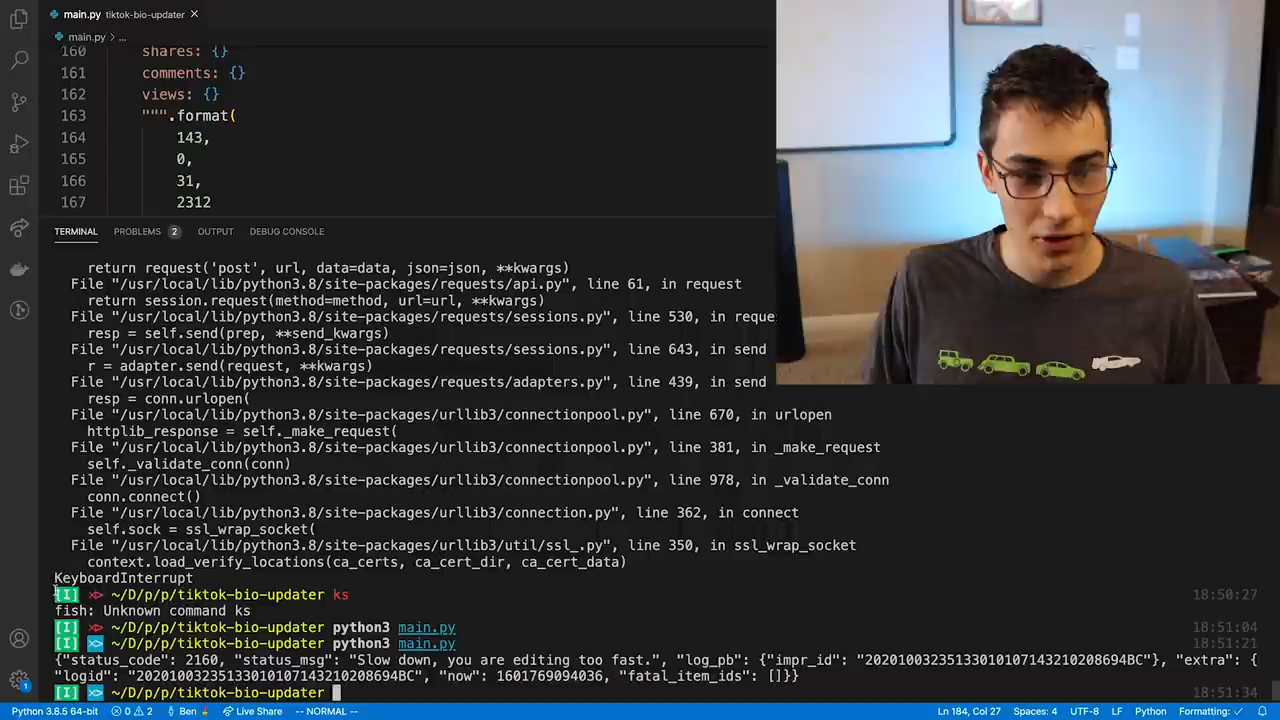 main.py tiktok-bio-updater
main.py > ...
160 shares: {}
161 comments: {}
162 views: {}
163 """.format(
164 143,
165 0,
166 31,
167 2312
TERMINAL PROBLEMS 2 OUTPUT DEBUG CONSOLE
return request('post', url, data=data, json=json, **kwargs)
File "/usr/local/lib/python3.8/site-packages/requests/api.py", line 61, in request
return session.request(method=method, url=url, **kwargs)
File "/usr/local/lib/python3.8/site-packages/requests/sessions.py", line 530, in reque
resp = self.send(prep, **send_kwargs)
File "/usr/local/lib/python3.8/site-packages/requests/sessions.py", line 643, in send
r = adapter.send(request, **kwargs)
File "/usr/local/lib/python3.8/site-packages/requests/adapters.py", line 439, in send
resp = conn.urlopen(
File "/usr/local/lib/python3.8/site-packages/urllib3/connectionpool.py", line 670, in urlopen
httplib_response = self._make_request(
File "/usr/local/lib/python3.8/site-packages/urllib3/connectionpool.py", line 381, in _make_request
self._validate_conn(conn)
File "/usr/local/lib/python3.8/site-packages/urllib3/connectionpool.py", line 978, in _validate_conn
conn.connect()
File "/usr/local/lib/python3.8/site-packages/urllib3/connection.py", line 362, in connect
self.sock = ssl_wrap_socket(
File "/usr/local/lib/python3.8/site-packages/urllib3/util/ssl_.py", line 350, in ssl_wrap_socket
context.load_verify_locations(ca_certs, ca_cert_dir, ca_cert_data)
KeyboardInterrupt
[I] ~/D/p/p/tiktok-bio-updater ks 18:50:27
fish: Unknown command ks
[I] ~/D/p/p/tiktok-bio-updater python3 main.py 18:51:04
[I] ~/D/p/p/tiktok-bio-updater python3 main.py 18:51:21
{"status_code": 2160, "status_msg": "Slow down, you are editing too fast.", "log_pb": {"impr_id": "202010032351330101071432102086​94BC"}, "extra": {
"logid": "20201003235133010107143210208694BC", "now": 1601769094036, "fatal_item_ids": []}}
[I] ~/D/p/p/tiktok-bio-updater 18:51:34
Python 3.8.5 64-bit 0 2 Ben Live Share -- NORMAL -- Ln 184, Col 27 Spaces: 4 UTF-8 LF Python Formatting: ✓